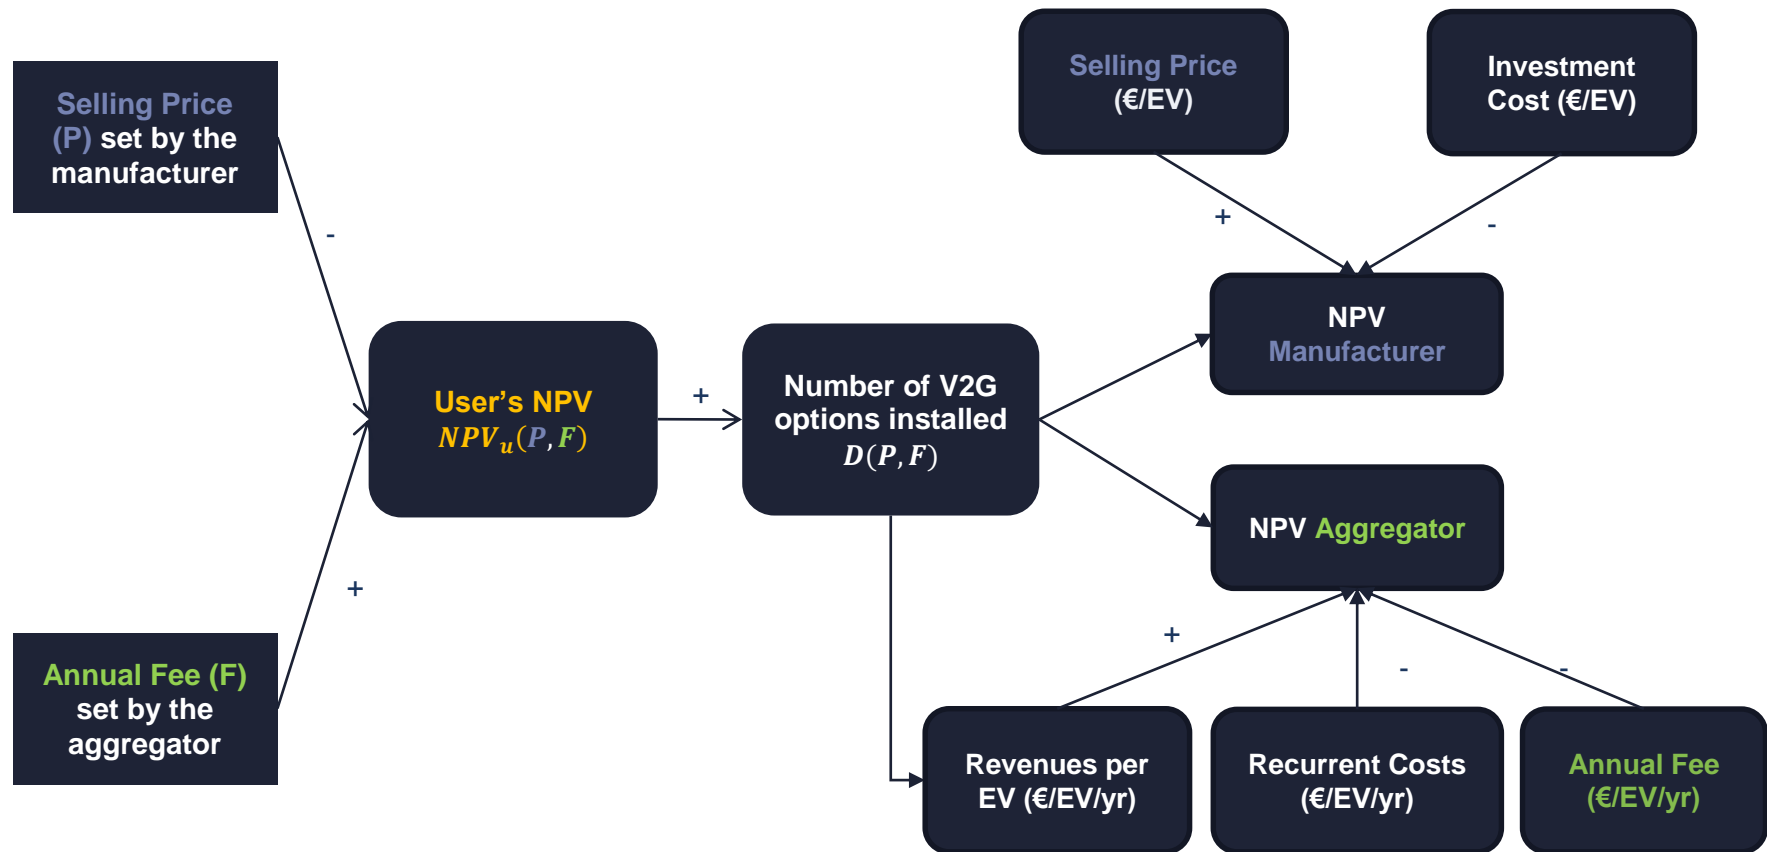 Selling Price
(P) set by the
manufacturer
-
Annual Fee (F)
set by the
aggregator
+
User's NPV
NPVᵤ(P, F)
+
Number of V2G
options installed
D(P, F)
Selling Price
(€/EV)
Investment
Cost (€/EV)
+
-
NPV
Manufacturer
NPV Aggregator
+
-
-
Revenues per
EV (€/EV/yr)
Recurrent Costs
(€/EV/yr)
Annual Fee
(€/EV/yr)